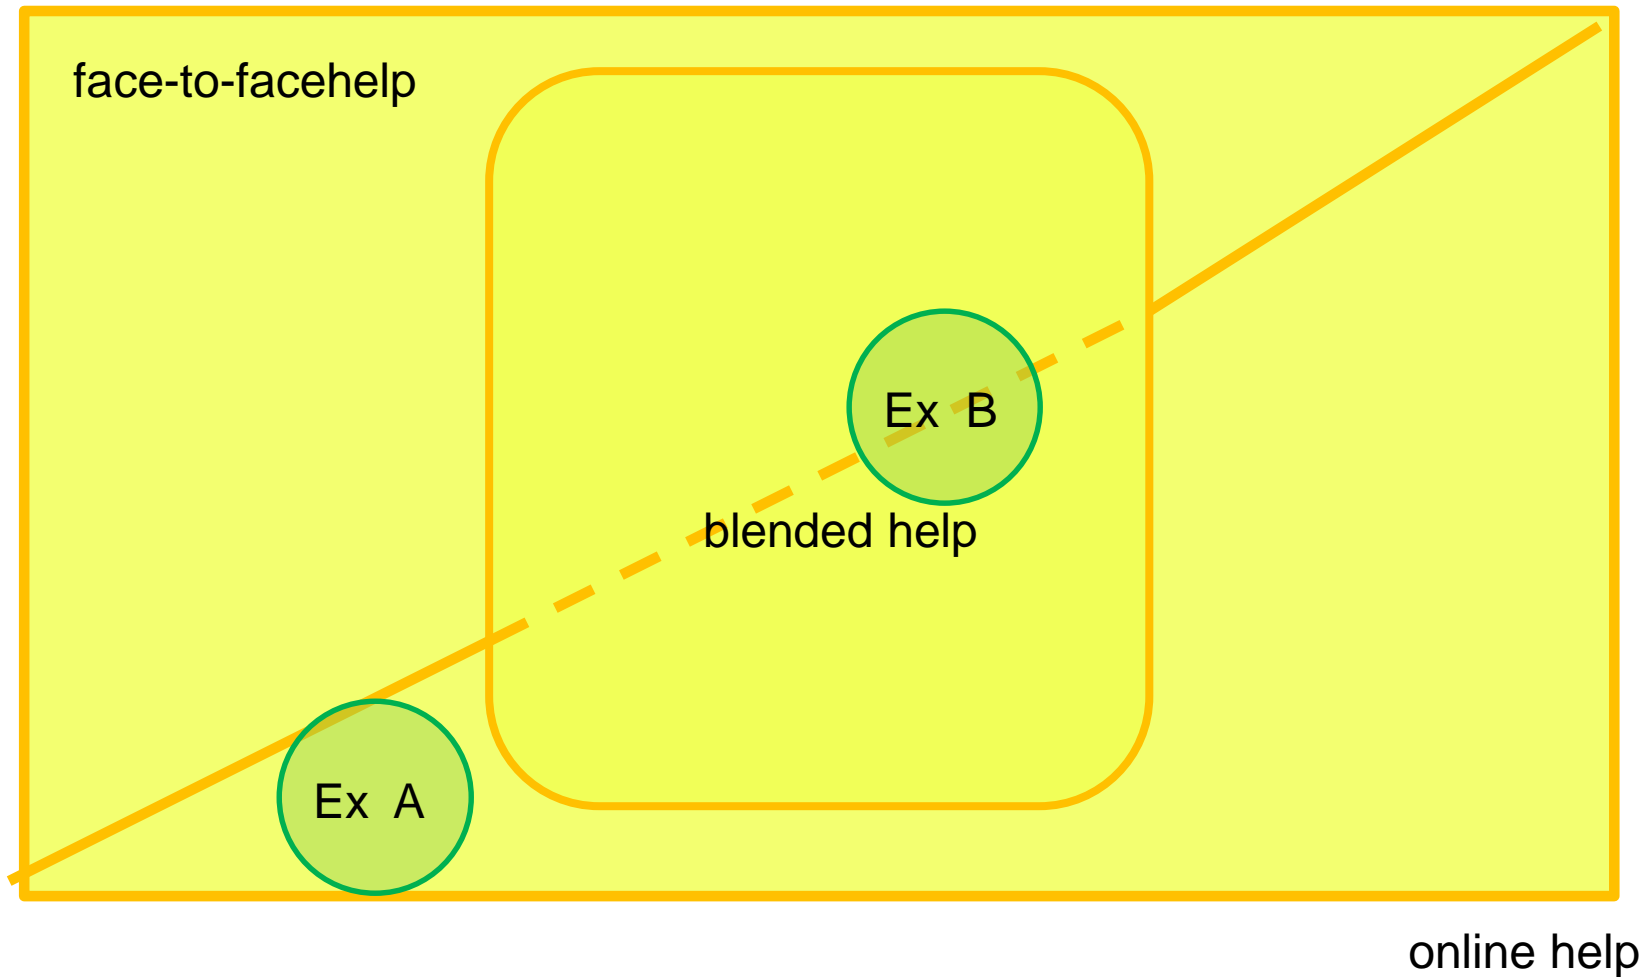 face-to-facehelp
Ex B
blended help
Ex A
online help